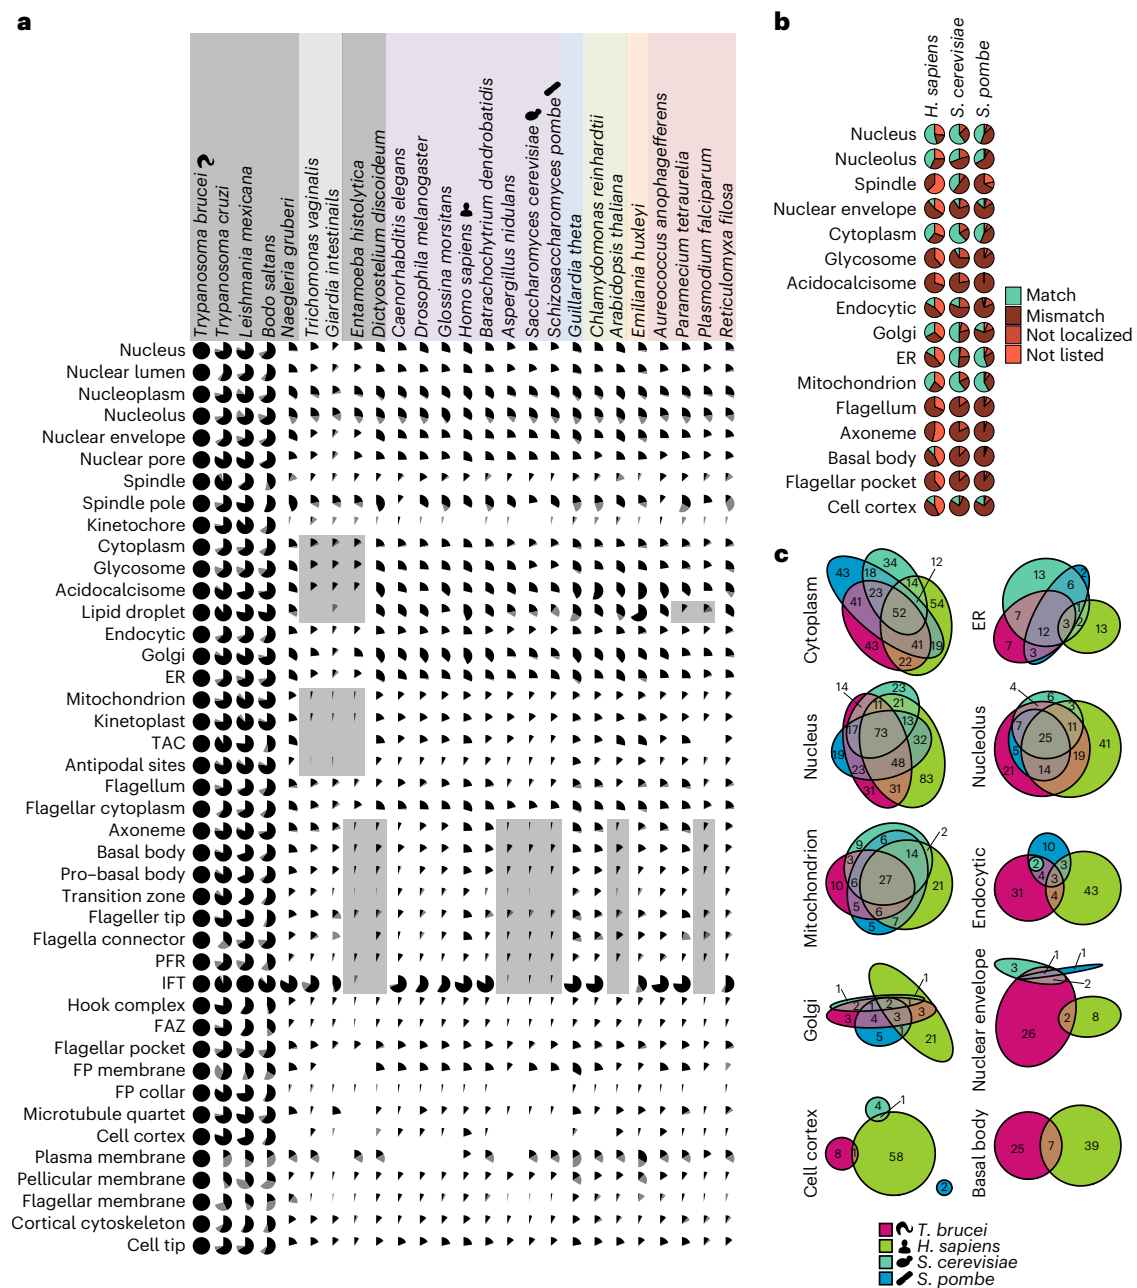 a
Trypanosoma brucei
Trypanosoma cruzi
Leishmania mexicana
Bodo saltans
Naegleria gruberi
Trichomonas vaginalis
Giardia intestinails
Entamoeba histolytica
Dictyostelium discoideum
Caenorhabditis elegans
Drosophila melanogaster
Glossina morsitans
Homo sapiens
Batrachochytrium dendrobatidis
Aspergillus nidulans
Saccharomyces cerevisiae
Schizosaccharomyces pombe
Guillardia theta
Chlamydomonas reinhardtii
Arabidopsis thaliana
Emiliania huxleyi
Aureococcus anophagefferens
Paramecium tetraurelia
Plasmodium falciparum
Reticulomyxa filosa
Nucleus
Nuclear lumen
Nucleoplasm
Nucleolus
Nuclear envelope
Nuclear pore
Spindle
Spindle pole
Kinetochore
Cytoplasm
Glycosome
Acidocalcisome
Lipid droplet
Endocytic
Golgi
ER
Mitochondrion
Kinetoplast
TAC
Antipodal sites
Flagellum
Flagellar cytoplasm
Axoneme
Basal body
Pro–basal body
Transition zone
Flageller tip
Flagella connector
PFR
IFT
Hook complex
FAZ
Flagellar pocket
FP membrane
FP collar
Microtubule quartet
Cell cortex
Plasma membrane
Pellicular membrane
Flagellar membrane
Cortical cytoskeleton
Cell tip
b
H. sapiens
S. cerevisiae
S. pombe
Nucleus
Nucleolus
Spindle
Nuclear envelope
Cytoplasm
Glycosome
Acidocalcisome
Endocytic
Golgi
ER
Mitochondrion
Flagellum
Axoneme
Basal body
Flagellar pocket
Cell cortex
Match
Mismatch
Not localized
Not listed
c
Cytoplasm
43
18
34
12
14
23
41
52
54
43
41
19
22
ER
13
2
6
1
7
3
2
12
13
7
3
Nucleus
14
23
11
21
13
17
73
32
19
23
48
83
31
31
Nucleolus
4
6
3
7
11
25
41
5
19
21
14
Mitochondrion
2
9
6
3
14
10
6
27
21
5
6
5
7
Endocytic
10
2
3
4
3
31
43
4
Golgi
1
1
2
1
2
1
3
3
4
3
5
1
21
Nuclear envelope
3
1
1
2
26
2
8
Cell cortex
4
1
8
1
58
2
Basal body
25
7
39
T. brucei
H. sapiens
S. cerevisiae
S. pombe